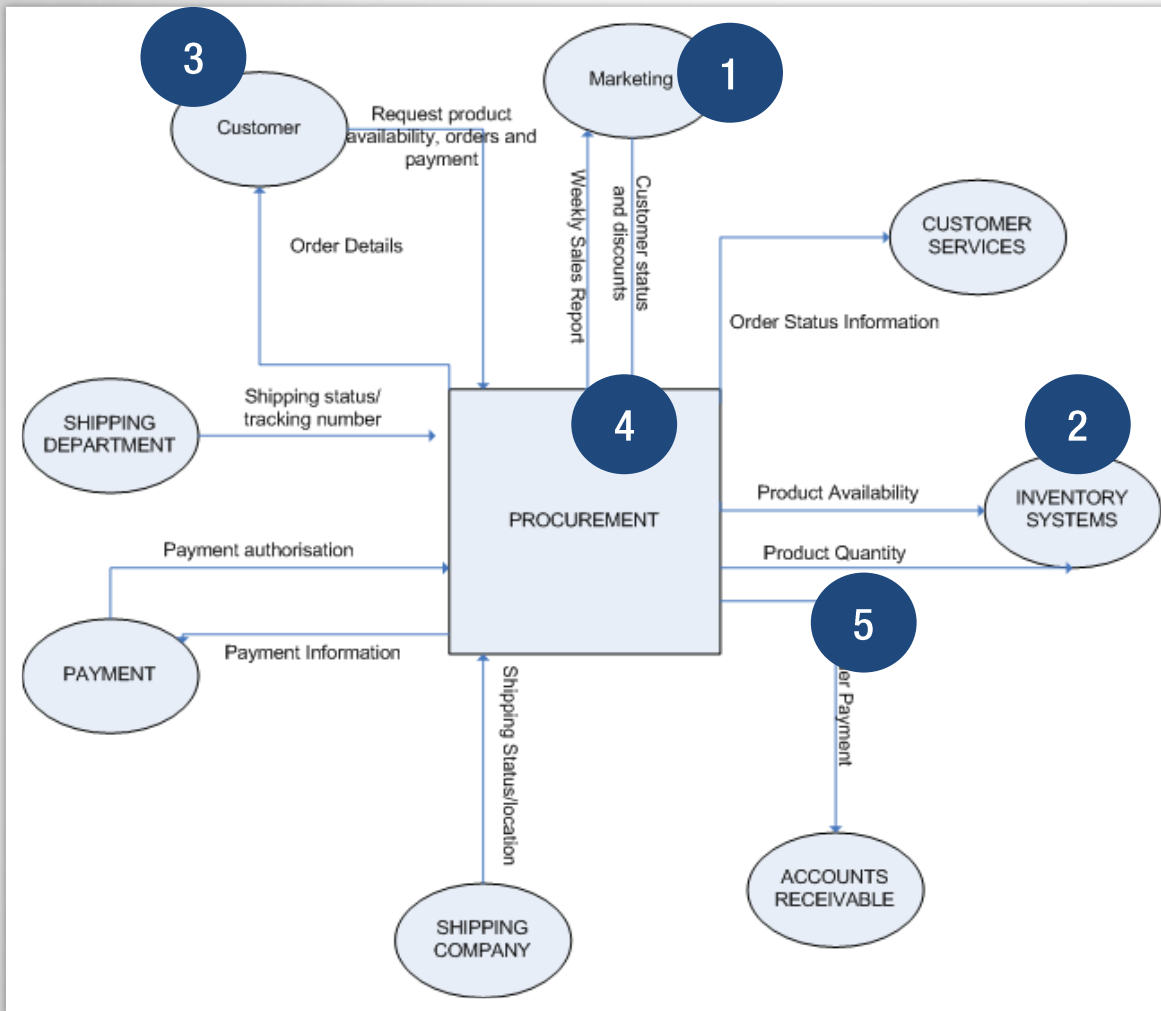 3
1
Marketing
Customer
Request product
availability, orders and
payment
Weekly Sales Report
Customer status
and discounts
CUSTOMER
SERVICES
Order Details
Order Status Information
Shipping status/
tracking number
SHIPPING
DEPARTMENT
4
2
Product Availability
INVENTORY
SYSTEMS
PROCUREMENT
Payment authorisation
Product Quantity
5
Payment Information
PAYMENT
Shipping Status/location
Payment
ACCOUNTS
RECEIVABLE
SHIPPING
COMPANY